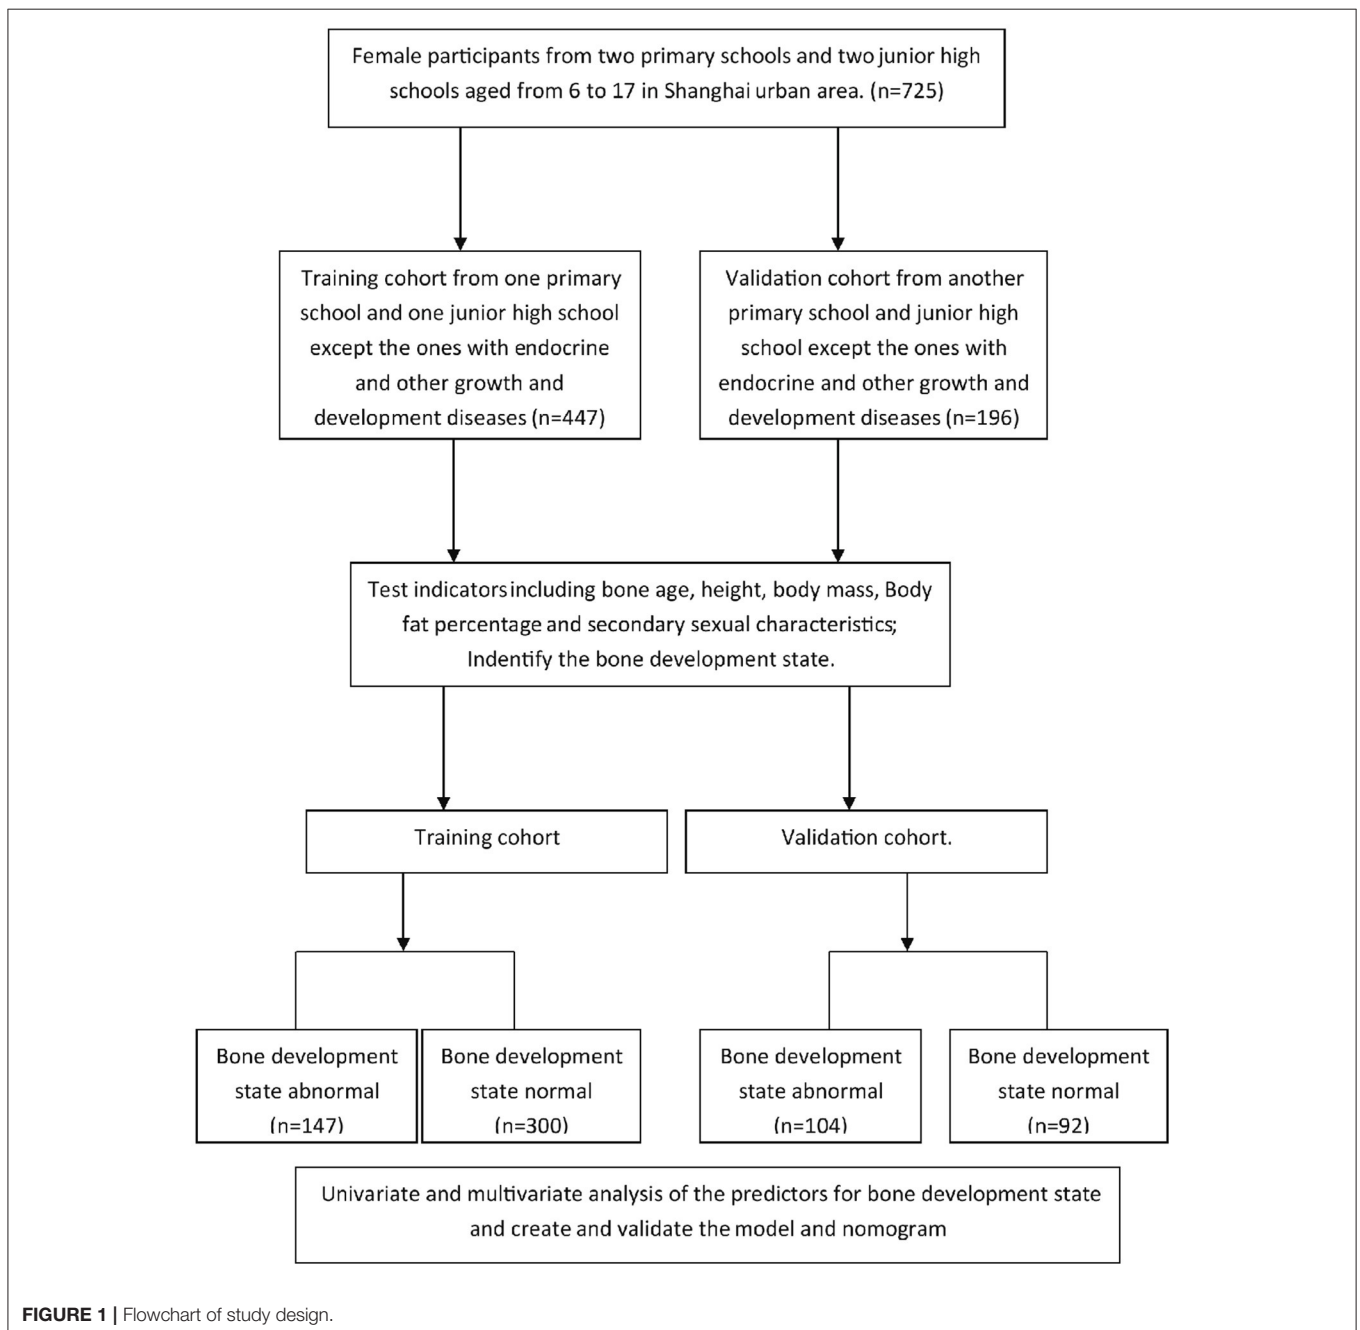 Female participants from two primary schools and two junior high
schools aged from 6 to 17 in Shanghai urban area. (n=725)
Training cohort from one primary
school and one junior high school
except the ones with endocrine
and other growth and
development diseases (n=447)
Validation cohort from another
primary school and junior high
school except the ones with
endocrine and other growth and
development diseases (n=196)
Test indicators including bone age, height, body mass, Body
fat percentage and secondary sexual characteristics;
Indentify the bone development state.
Training cohort
Validation cohort.
Bone development
state abnormal
(n=147)
Bone development
state normal
(n=300)
Bone development
state abnormal
(n=104)
Bone development
state normal
(n=92)
Univariate and multivariate analysis of the predictors for bone development state
and create and validate the model and nomogram
FIGURE 1 | Flowchart of study design.